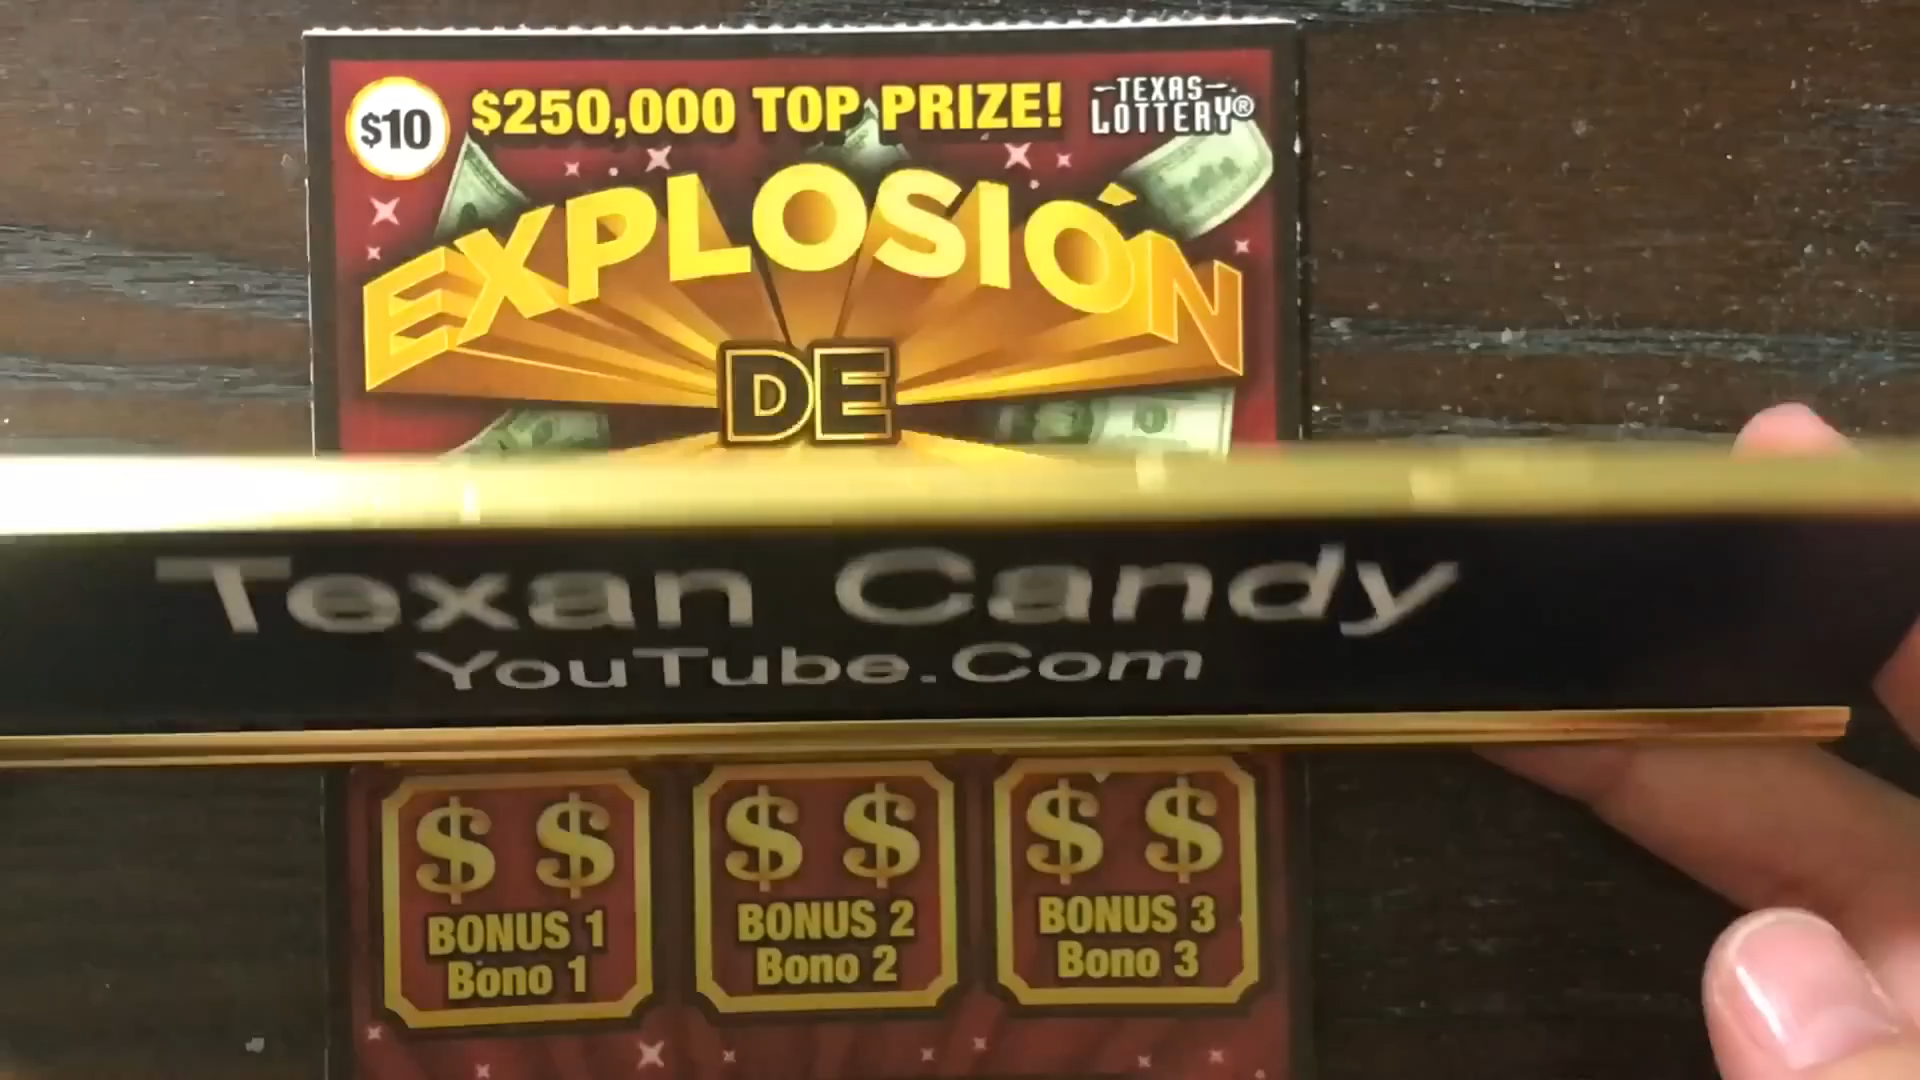 $10
$250,000 TOP PRIZE!
TEXAS
LOTTERY®
EXPLOSIÓN
DE
Texan Candy
YouTube.Com
$ $
BONUS 1
Bono 1
$ $
BONUS 2
Bono 2
$ $
BONUS 3
Bono 3